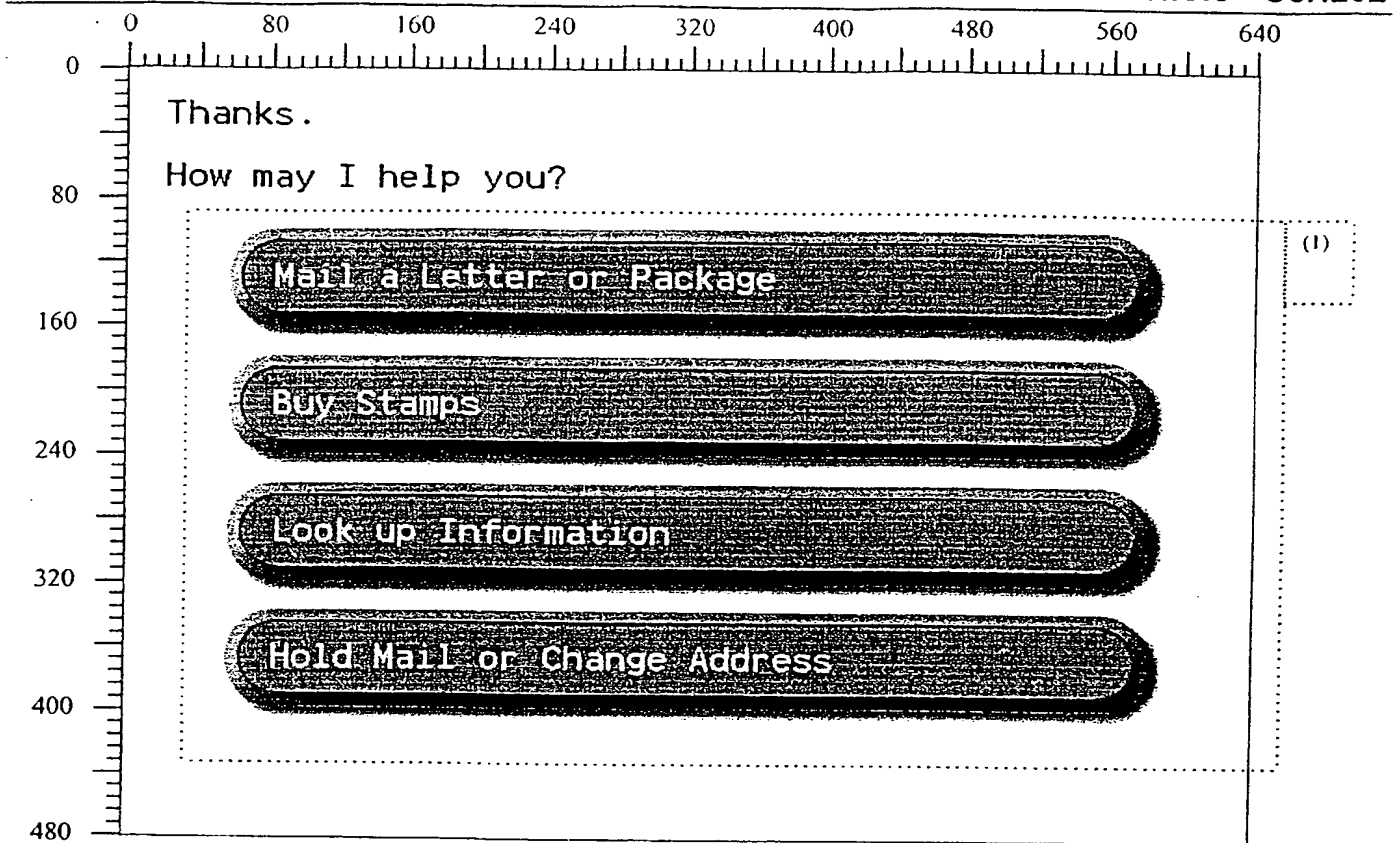 0 80 160 240 320 400 480 560 640
0
Thanks.
How may I help you?
80
(1)
Mail a Letter or Package
160
Buy Stamps
240
Look up Information
320
Hold Mail or Change Address
400
480